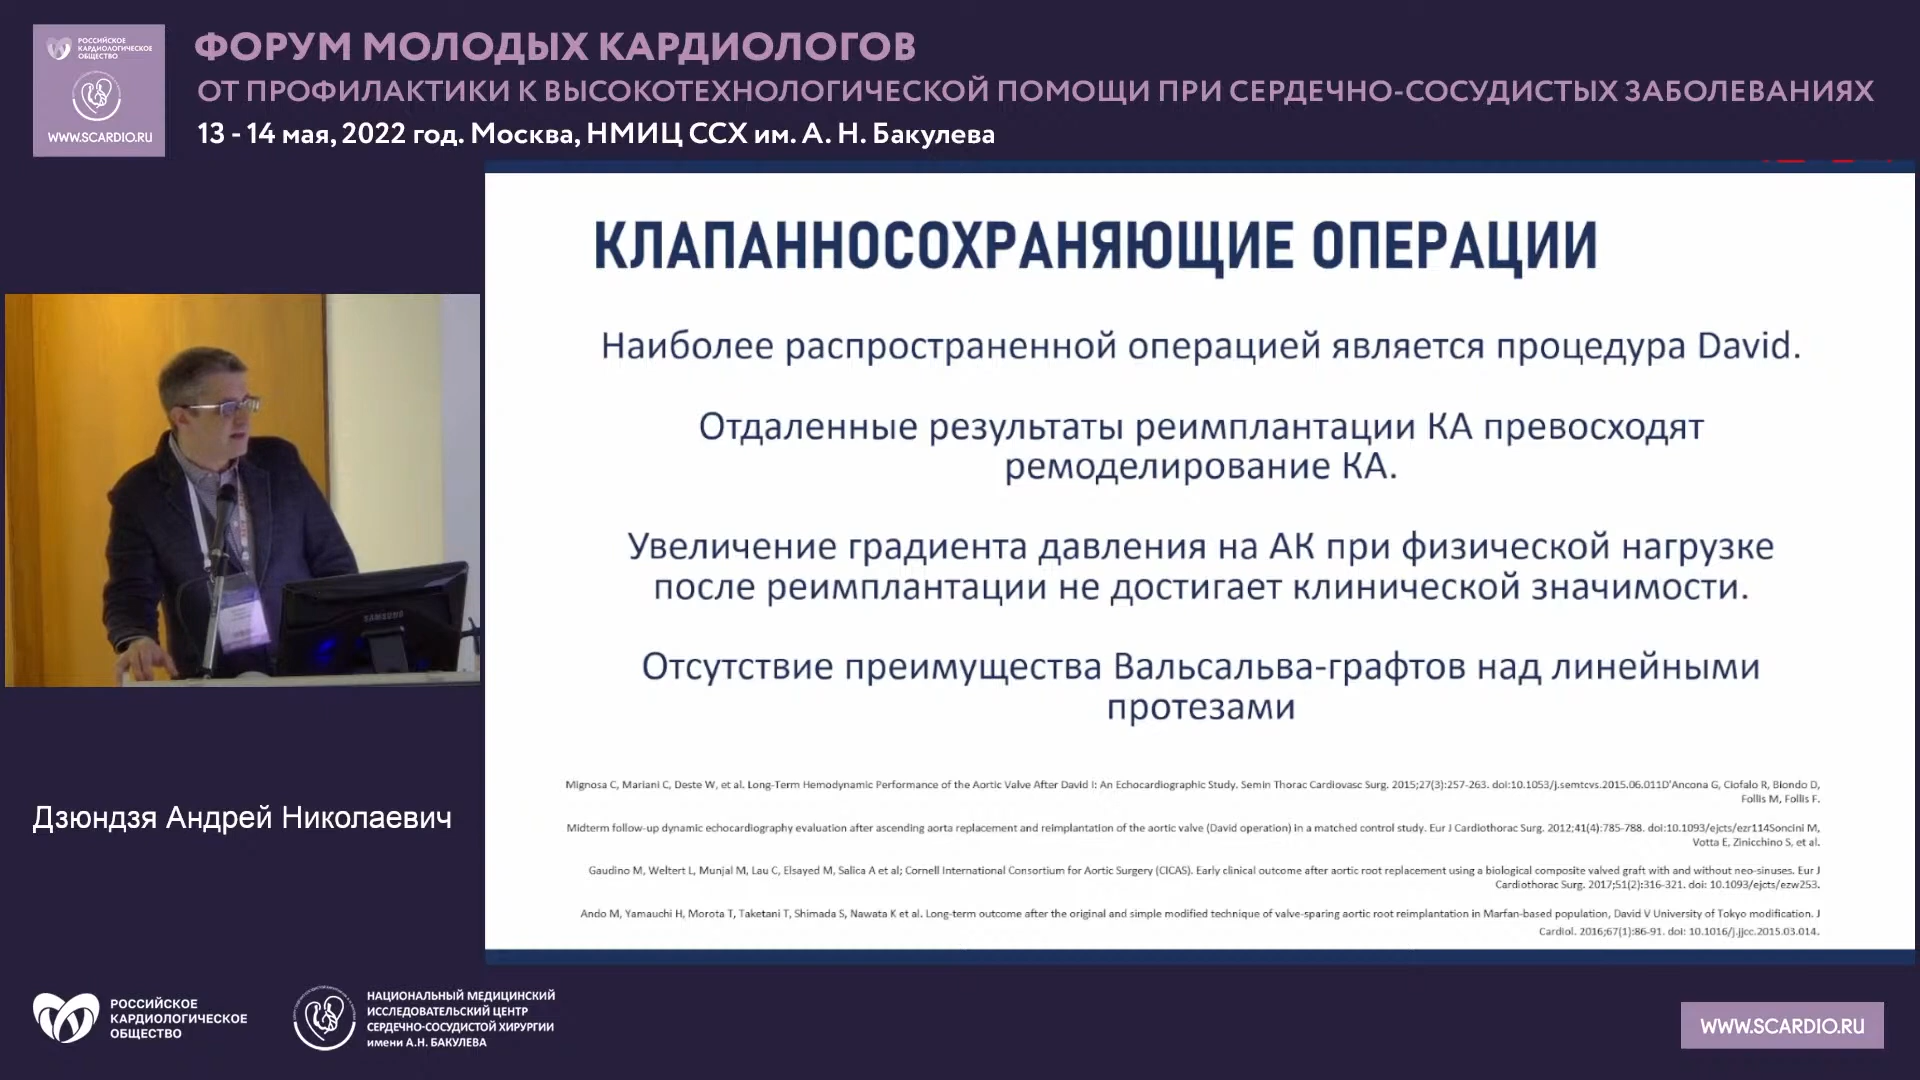 РОССИЙСКОЕ
КАРДИОЛОГИЧЕСКОЕ
ОБЩЕСТВО
WWW.SCARDIO.RU
ФОРУМ МОЛОДЫХ КАРДИОЛОГОВ
ОТ ПРОФИЛАКТИКИ К ВЫСОКОТЕХНОЛОГИЧЕСКОЙ ПОМОЩИ ПРИ СЕРДЕЧНО-СОСУДИСТЫХ ЗАБОЛЕВАНИЯХ
13 - 14 мая, 2022 год. Москва, НМИЦ ССХ им. А. Н. Бакулева
КЛАПАННОСОХРАНЯЮЩИЕ ОПЕРАЦИИ
Наиболее распространенной операцией является процедура David.
Отдаленные результаты реимплантации КА превосходят
ремоделирование КА.
Увеличение градиента давления на АК при физической нагрузке
после реимплантации не достигает клинической значимости.
Отсутствие преимущества Вальсальва-графтов над линейными
протезами
Mignosa C, Mariani C, Deste W, et al. Long-Term Hemodynamic Performance of the Aortic Valve After David I: An Echocardiographic Study. Semin Thorac Cardiovasc Surg. 2015;27(3):257-263. doi:10.1053/j.semtcvs.2015.06.011D'Ancona G, Ciofalo R, Biondo D,
Follis M, Follis F.
Midterm follow-up dynamic echocardiography evaluation after ascending aorta replacement and reimplantation of the aortic valve (David operation) in a matched control study. Eur J Cardiothorac Surg. 2012;41(4):785-788. doi:10.1093/ejcts/ezr114Soncini M,
Votta E, Zinicchino S, et al.
Gaudino M, Weltert L, Munjal M, Lau C, Elsayed M, Salica A et al; Cornell International Consortium for Aortic Surgery (CICAS). Early clinical outcome after aortic root replacement using a biological composite valved graft with and without neo-sinuses. Eur J
Cardiothorac Surg. 2017;51(2):316-321. doi: 10.1093/ejcts/ezw253.
Ando M, Yamauchi H, Morota T, Taketani T, Shimada S, Nawata K et al. Long-term outcome after the original and simple modified technique of valve-sparing aortic root reimplantation in Marfan-based population, David V University of Tokyo modification. J
Cardiol. 2016;67(1):86-91. doi: 10.1016/j.jjcc.2015.03.014.
SAMSUNG
Дзюндзя Андрей Николаевич
РОССИЙСКОЕ
КАРДИОЛОГИЧЕСКОЕ
ОБЩЕСТВО
НАЦИОНАЛЬНЫЙ МЕДИЦИНСКИЙ
ИССЛЕДОВАТЕЛЬСКИЙ ЦЕНТР
СЕРДЕЧНО-СОСУДИСТОЙ ХИРУРГИИ
имени А.Н. БАКУЛЕВА
WWW.SCARDIO.RU